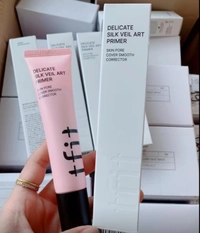 DELICATE
SILK VEIL ART
PRIMER
SKIN PORE
COVER SMOOTH
CORRECTOR
tfit
DELICATE
SILK VEIL ART
PRIMER
SKIN PORE
COVER SMOOTH
CORRECTOR